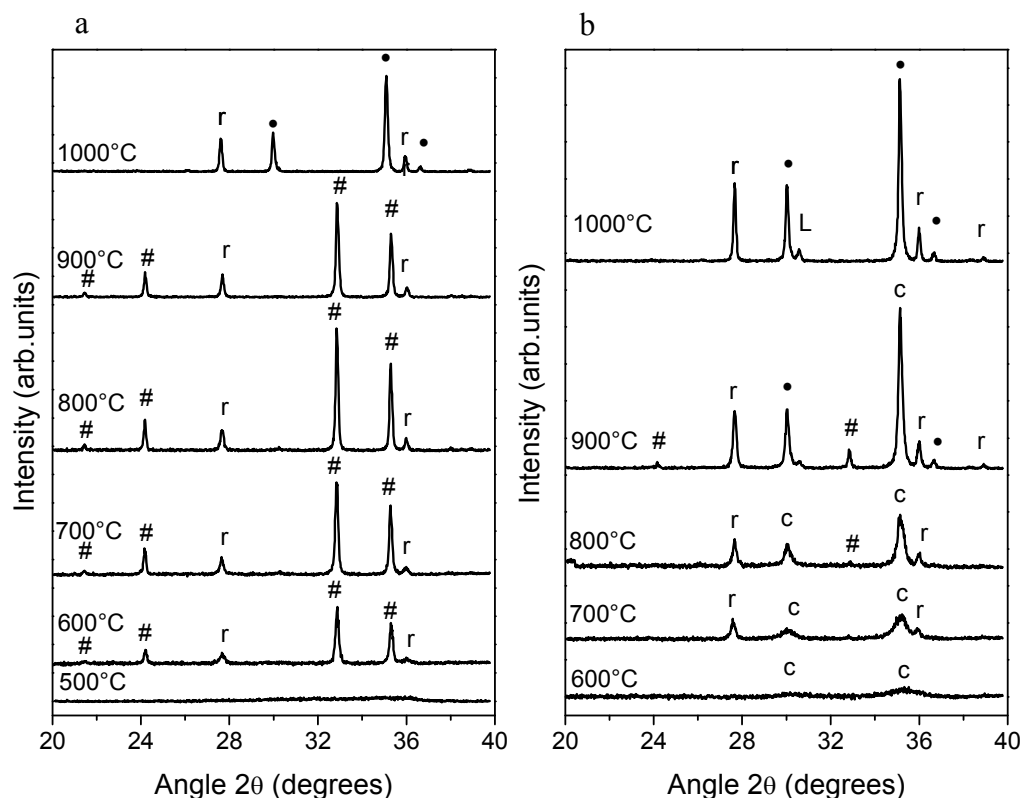 a
•
r
•
r
•
1000°C
#
#
900°C
#
#
r
r
#
#
800°C
#
#
r
r
#
#
700°C
#
#
r
r
#
#
600°C
#
#
r
r
500°C
20 24 28 32 36 40
Angle 2θ (degrees)
Intensity (arb.units)
b
•
r
•
L
r
•
r
1000°C
c
r
•
900°C
#
#
r
•
r
c
800°C
r
c
#
r
700°C
r
c
c
r
600°C
c
c
20 24 28 32 36 40
Angle 2θ (degrees)
Intensity (arb.units)